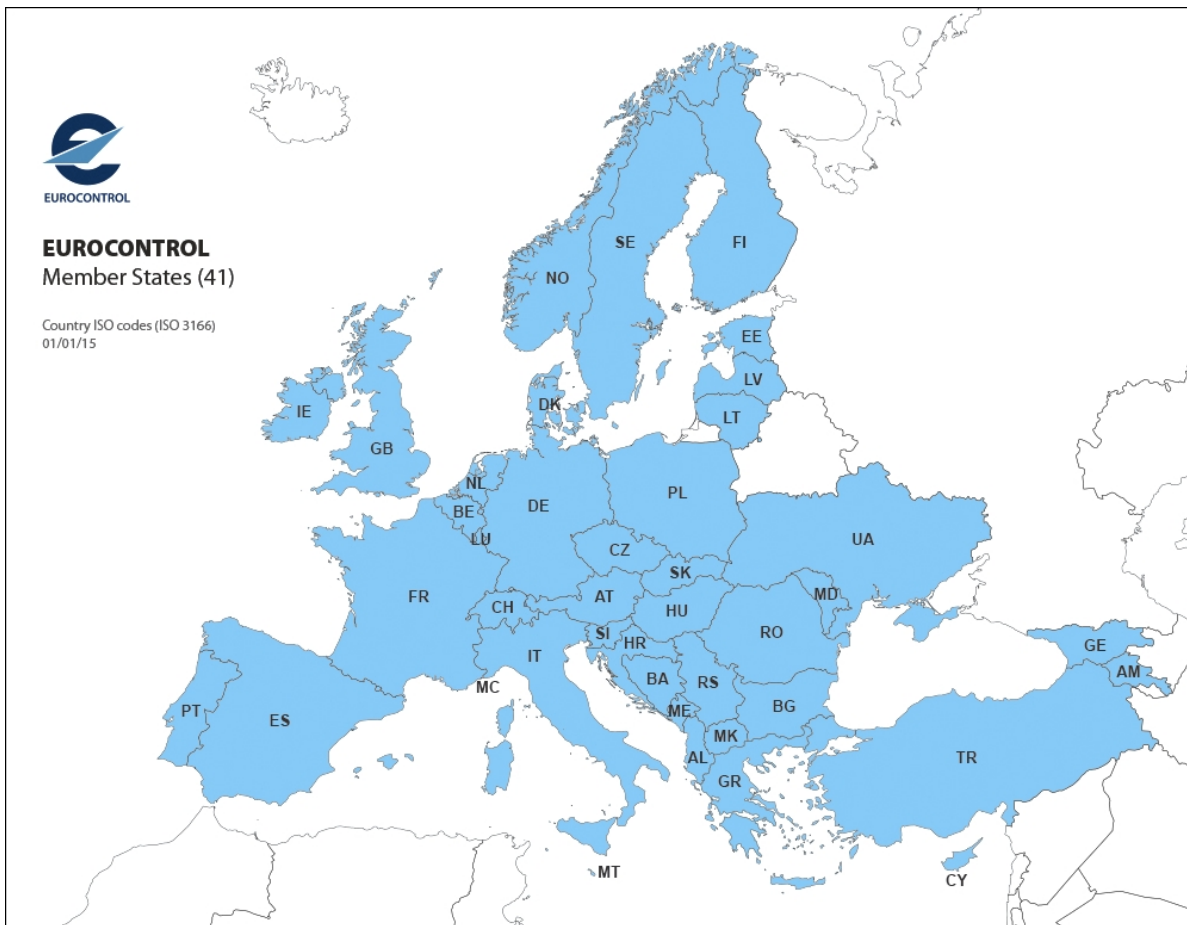 EUROCONTROL
EUROCONTROL
Member States (41)
Country ISO codes (ISO 3166)
01/01/15
SE
FI
NO
EE
LV
DK
IE
LT
GB
NL
PL
DE
BE
LU
UA
CZ
SK
FR
CH
AT
MD
HU
RO
SI
HR
GE
IT
BA
RS
AM
MC
PT
ES
ME
BG
MK
AL
TR
GR
MT
CY